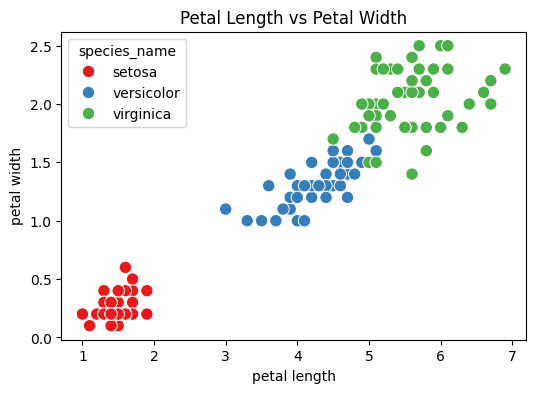 Petal Length vs Petal Width
species_name
setosa
versicolor
virginica
petal width
2.5
2.0
1.5
1.0
0.5
0.0
1 2 3 4 5 6 7
petal length